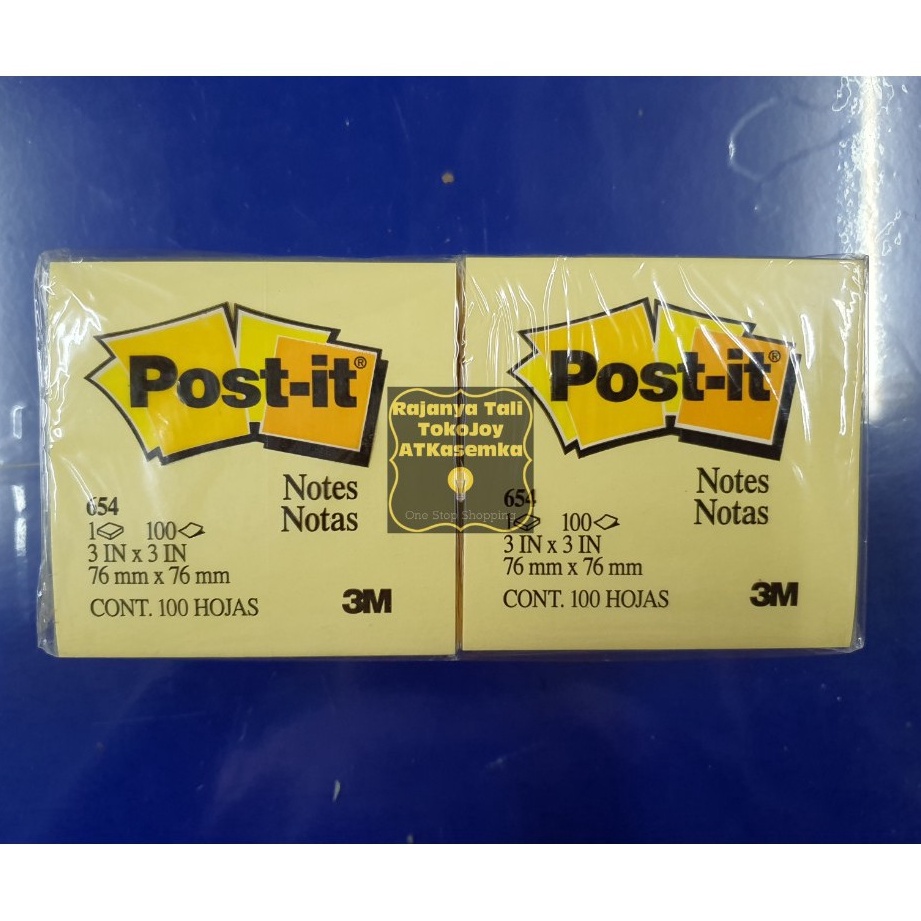 Post-it®
Notes
Notas
654
1 100
3 IN x 3 IN
76 mm x 76 mm
CONT. 100 HOJAS
3M
Rajanya Tali
TokoJoy
ATKasemka
One Stop Shopping
Post-it®
Notes
Notas
654
1 100
3 IN x 3 IN
76 mm x 76 mm
CONT. 100 HOJAS
3M